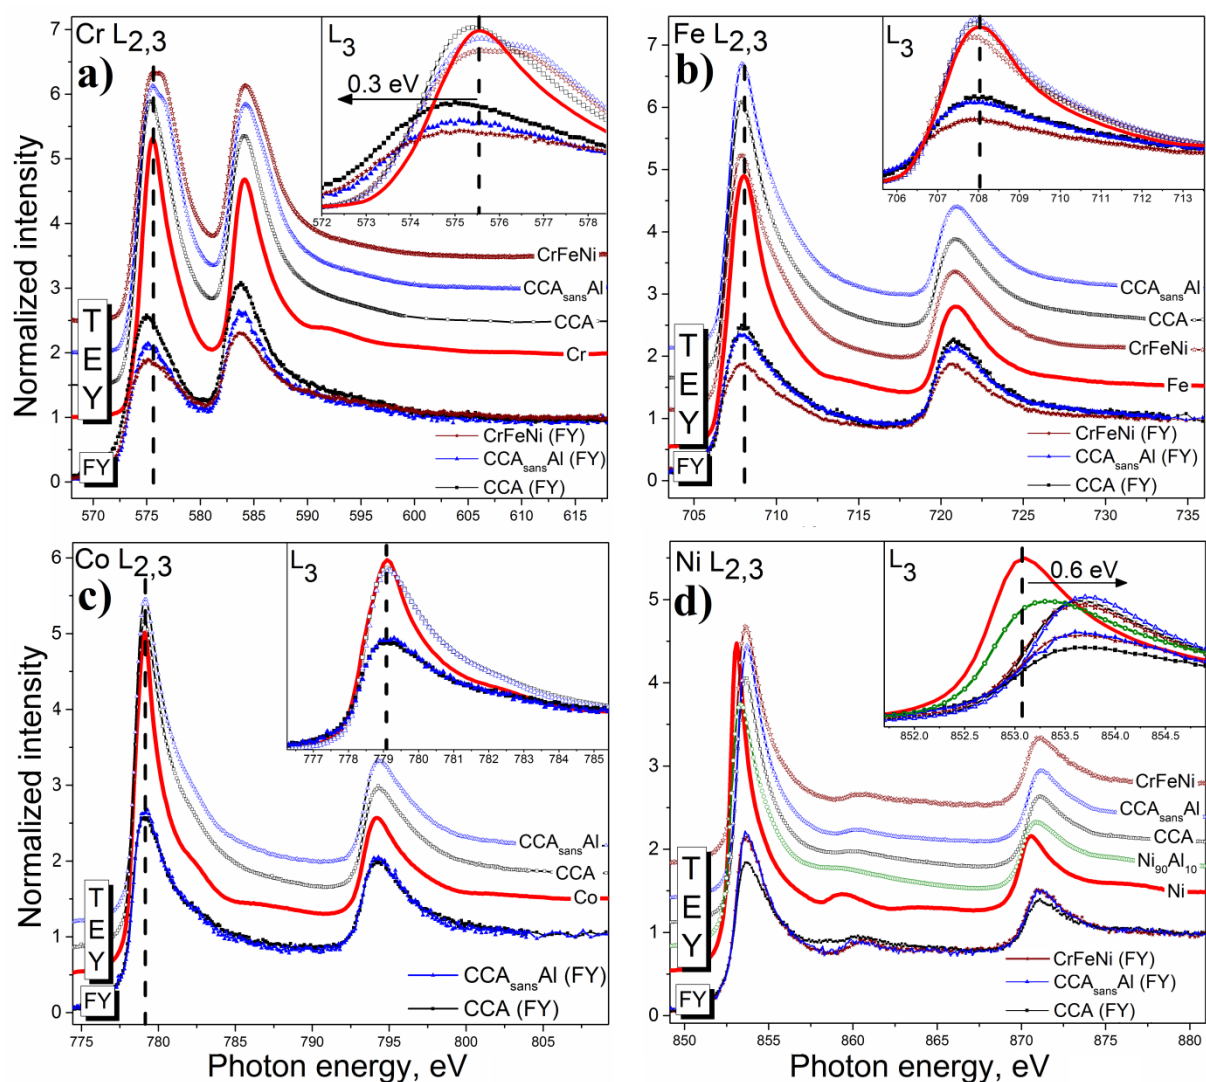 Cr L2,3
a)
L3
0.3 eV
572 573 574 575 576 577 578
7
6
5
4
3
2
1
0
Normalized intensity
T
E
Y
FY
CrFeNi
CCAsansAl
CCA
Cr
CrFeNi (FY)
CCAsansAl (FY)
CCA (FY)
570 575 580 585 590 595 600 605 610 615
Fe L2,3
b)
L3
706 707 708 709 710 711 712 713
7
6
5
4
3
2
1
0
T
E
Y
FY
CCAsansAl
CCA
CrFeNi
Fe
CrFeNi (FY)
CCAsansAl (FY)
CCA (FY)
705 710 715 720 725 730 735
Co L2,3
c)
L3
777 778 779 780 781 782 783 784 785
6
5
4
3
2
1
0
Normalized intensity
T
E
Y
FY
CCAsansAl
CCA
Co
CCAsansAl (FY)
CCA (FY)
775 780 785 790 795 800 805
Photon energy, eV
Ni L2,3
d)
L3
0.6 eV
852.0 852.5 853.0 853.5 854.0 854.5
5
4
3
2
1
0
T
E
Y
FY
CrFeNi
CCAsansAl
CCA
Ni90Al10
Ni
CrFeNi (FY)
CCAsansAl (FY)
CCA (FY)
850 855 860 865 870 875 880
Photon energy, eV